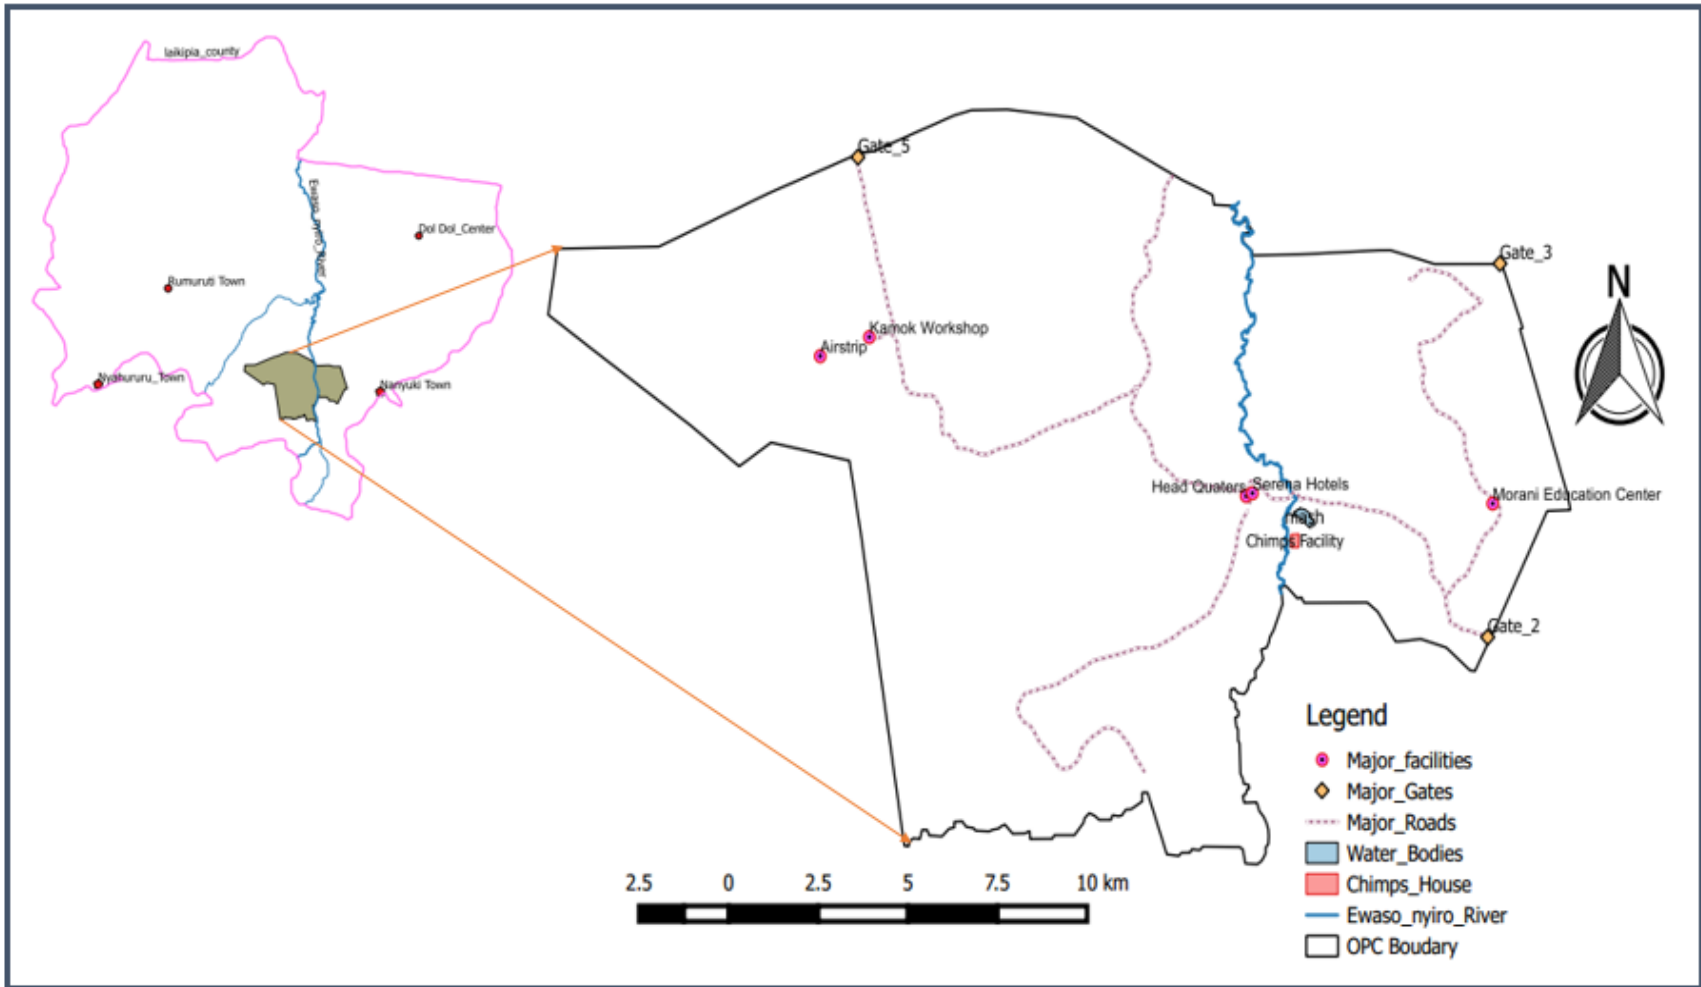 laikipia_county
Ewaso_nyiro_River
Dol Dol_Center
Rumuruti Town
Nyahururu_Town
Nanyuki Town
Gate_5
Gate_3
N
Kamok Workshop
Airstrip
Head Quaters
Serena Hotels
Morani Education Center
Chimps Facility
Gate_2
Legend
Major_facilities
Major_Gates
Major_Roads
Water_Bodies
Chimps_House
Ewaso_nyiro_River
OPC Boudary
2.5 0 2.5 5 7.5 10 km